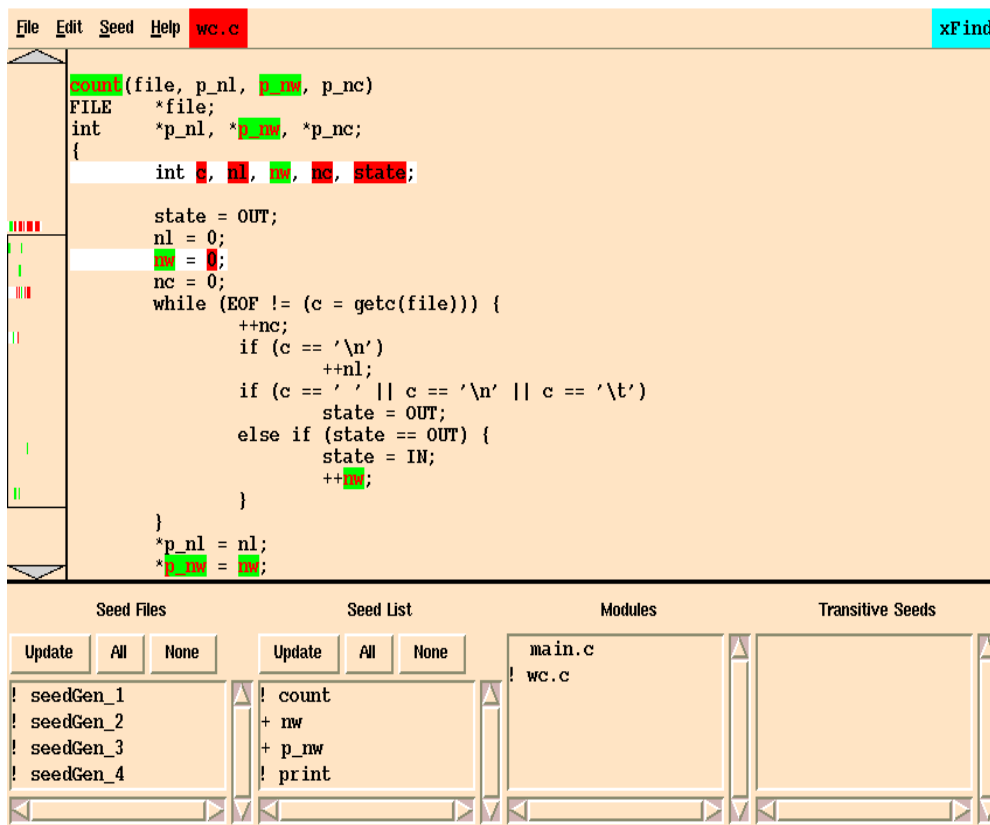 File Edit Seed Help wc.c xFind
count(file, p_nl, p_nw, p_nc)
FILE *file;
int *p_nl, *p_nw, *p_nc;
{
int c, nl, nw, nc, state;
state = OUT;
nl = 0;
nw = 0;
nc = 0;
while (EOF != (c = getc(file))) {
++nc;
if (c == '\n')
++nl;
if (c == ' ' || c == '\n' || c == '\t')
state = OUT;
else if (state == OUT) {
state = IN;
++nw;
}
}
*p_nl = nl;
*p_nw = nw;
Seed Files
Update All None
! seedGen_1
! seedGen_2
! seedGen_3
! seedGen_4
Seed List
Update All None
! count
+ nw
+ p_nw
! print
Modules
main.c
! wc.c
Transitive Seeds